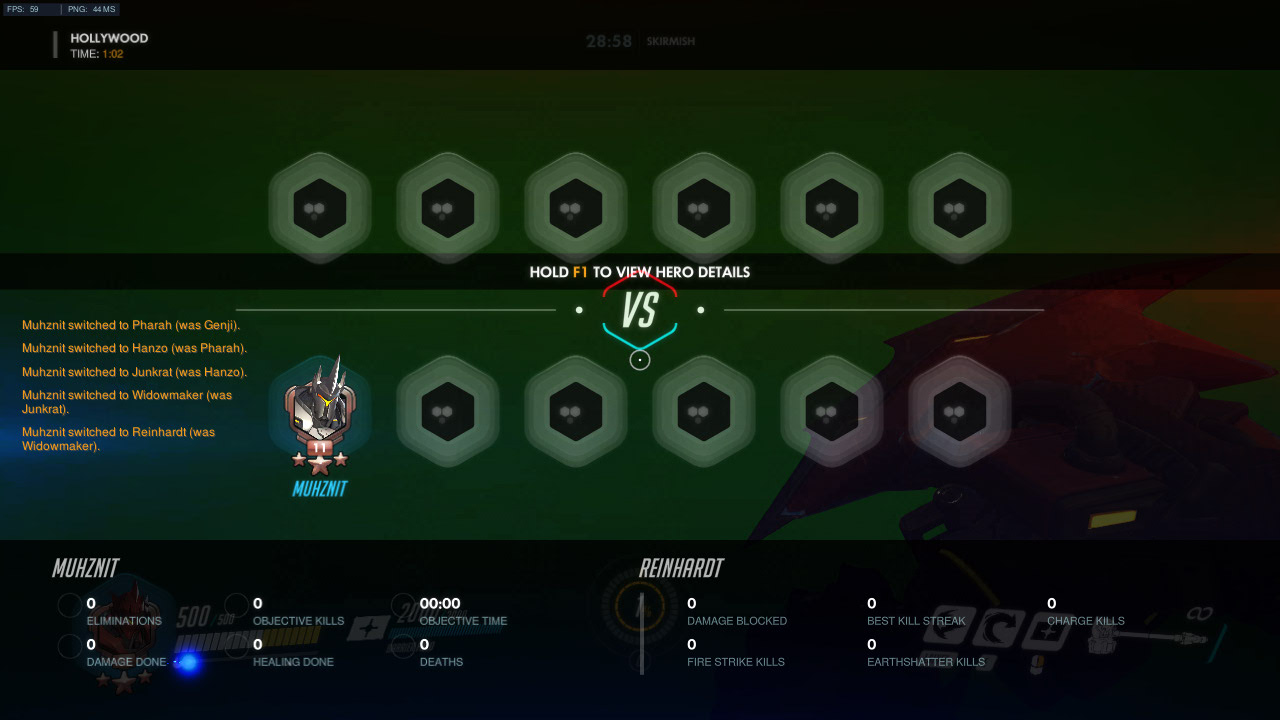 FPS: 59 | PNG: 44 MS
HOLLYWOOD
TIME: 1:02
28:58 SKIRMISH
HOLD F1 TO VIEW HERO DETAILS
VS
Muhznit switched to Pharah (was Genji).
Muhznit switched to Hanzo (was Pharah).
Muhznit switched to Junkrat (was Hanzo).
Muhznit switched to Widowmaker (was
Junkrat).
Muhznit switched to Reinhardt (was
Widowmaker).
11
MUHZNIT
MUHZNIT
REINHARDT
0 0 00:00 0 0 0
ELIMINATIONS OBJECTIVE KILLS OBJECTIVE TIME DAMAGE BLOCKED BEST KILL STREAK CHARGE KILLS
500/500
0 0 0 0 0
DAMAGE DONE HEALING DONE DEATHS FIRE STRIKE KILLS EARTHSHATTER KILLS